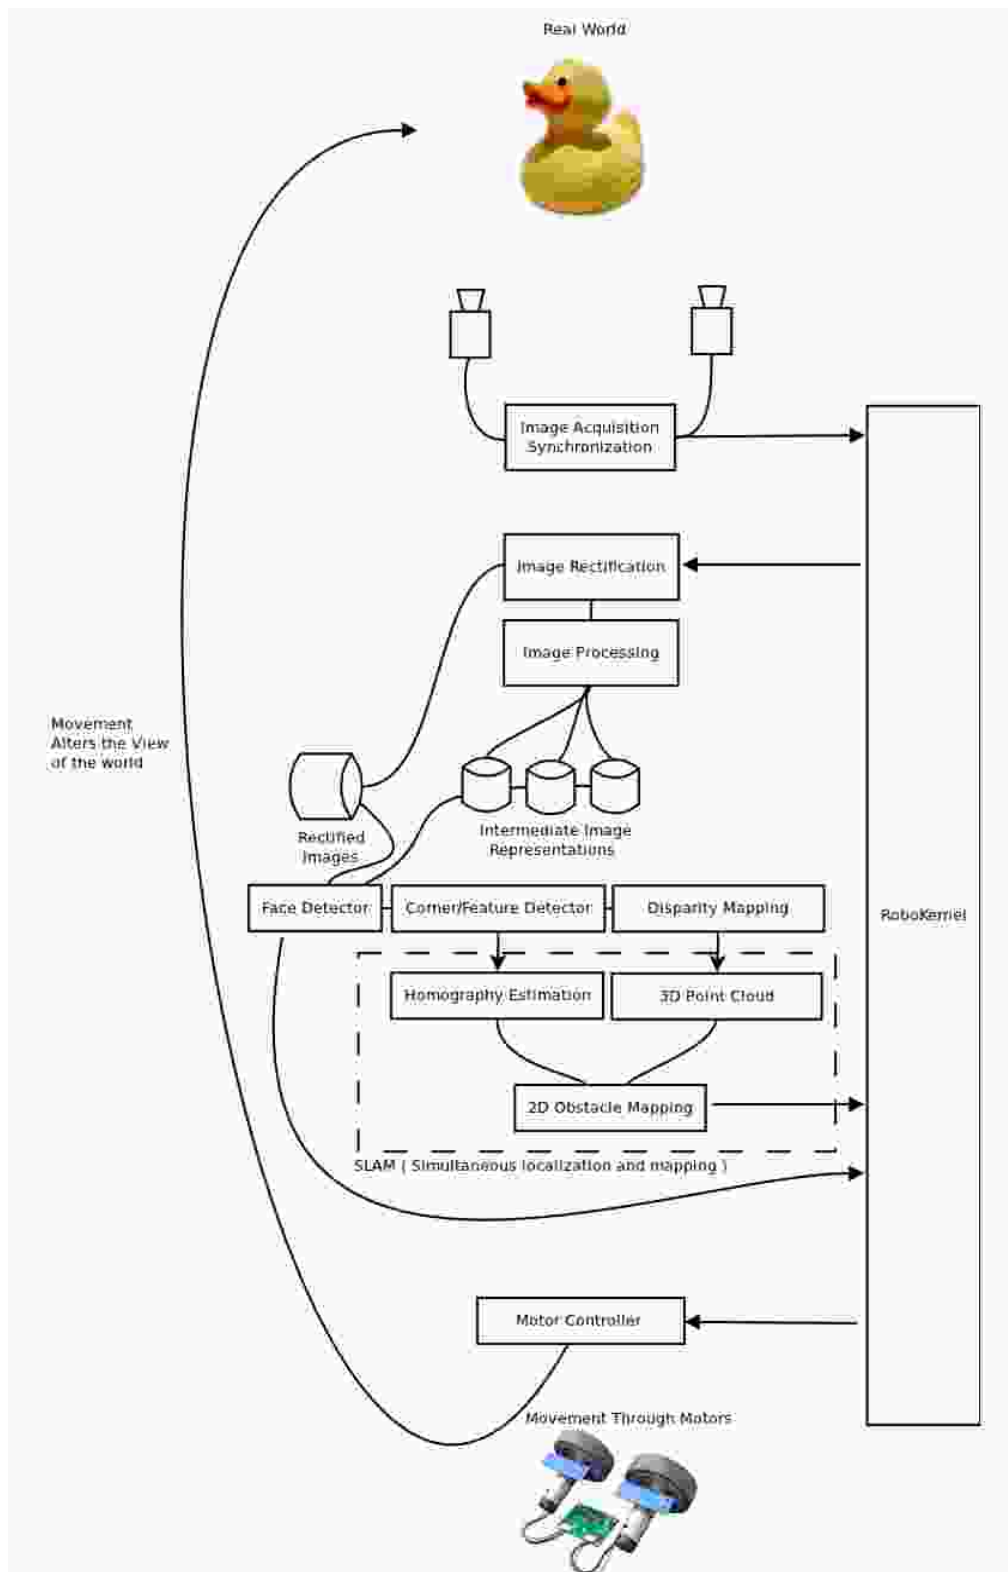 Real World
Image Acquisition
Synchronization
Image Rectification
Image Processing
Movement
Alters the View
of the world
Rectified
Images
Intermediate Image
Representations
Face Detector
Corner/Feature Detector
Disparity Mapping
RoboKernel
Homography Estimation
3D Point Cloud
2D Obstacle Mapping
SLAM ( Simultaneous localization and mapping )
Motor Controller
Movement Through Motors